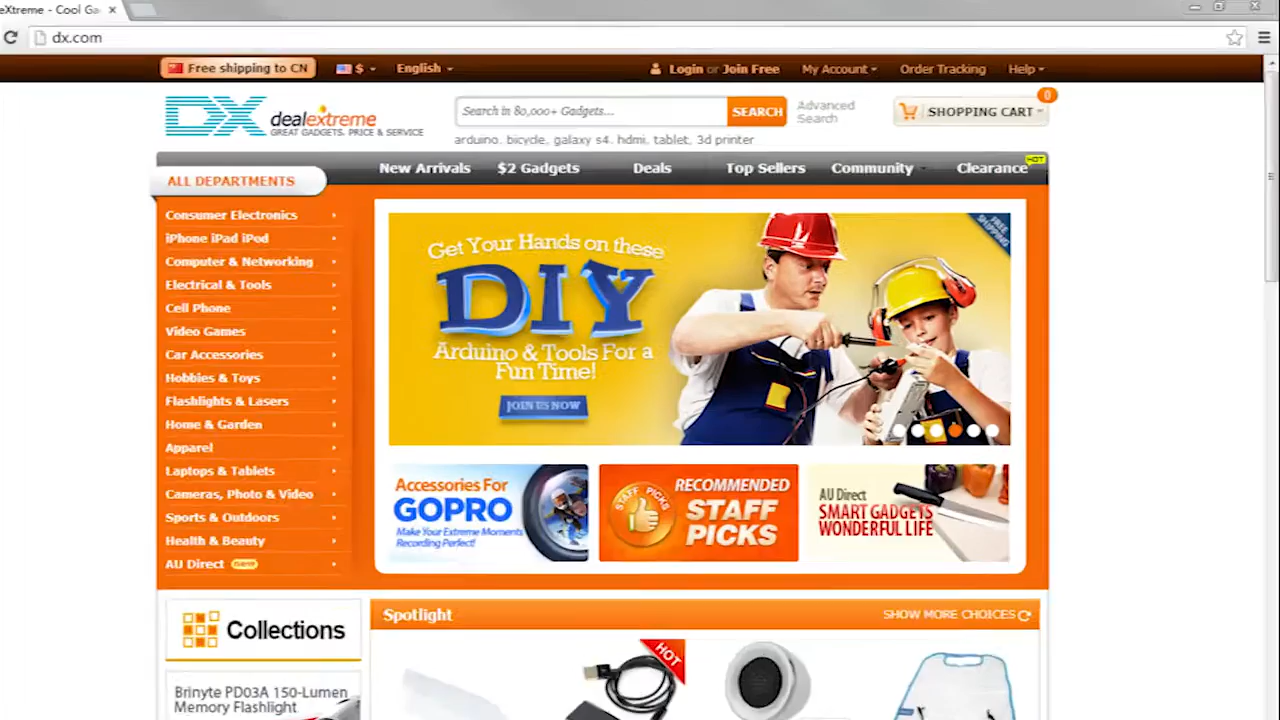 eXtreme - Cool Ga
dx.com
Free shipping to CN
$
English
Login or Join Free
My Account
Order Tracking
Help
DX dealextreme
GREAT GADGETS. PRICE & SERVICE
Search in 80,000+ Gadgets...
SEARCH
Advanced
Search
0
SHOPPING CART
arduino, bicycle, galaxy s4, hdmi, tablet, 3d printer
ALL DEPARTMENTS
New Arrivals
$2 Gadgets
Deals
Top Sellers
Community
Clearance
HOT
Consumer Electronics
iPhone iPad iPod
Computer & Networking
Electrical & Tools
Cell Phone
Video Games
Car Accessories
Hobbies & Toys
Flashlights & Lasers
Home & Garden
Apparel
Laptops & Tablets
Cameras, Photo & Video
Sports & Outdoors
Health & Beauty
AU Direct new
Get Your Hands on these
DIY
Arduino & Tools For a
Fun Time!
JOIN US NOW
FREE
SHIPPING
Accessories For
GOPRO
Make Your Extreme Moments
Recording Perfect!
STAFF PICKS
RECOMMENDED
STAFF
PICKS
AU Direct
SMART GADGETS
WONDERFUL LIFE
Collections
Brinyte PD03A 150-Lumen
Memory Flashlight
Spotlight
SHOW MORE CHOICES
HOT